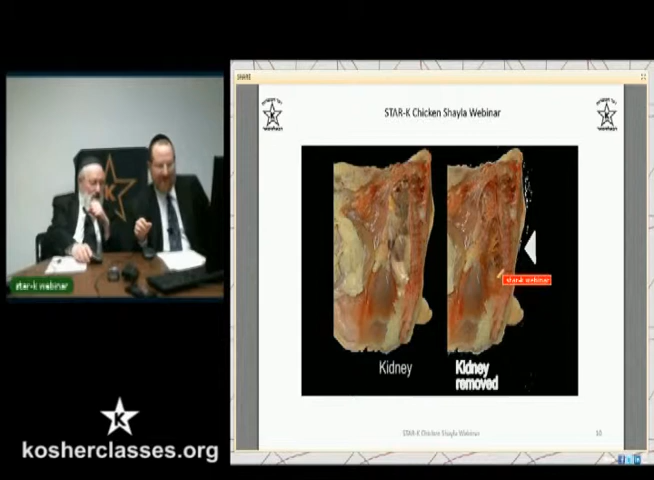 SHARE
STAR-K Chicken Shayla Webinar
K
K
K
star-k webinar
star-k webinar
Kidney
Kidney
removed
STAR-K Chicken Shayla Webinar
K
kosherclasses.org